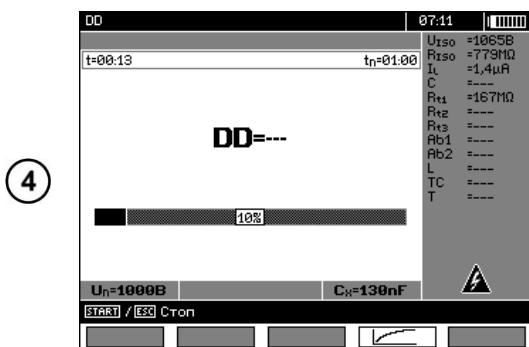 DD 07:11
t=00:13 tn=01:00
DD=---
10%
Un=1000В Cx=130nF
UISO =1065В
RISO =779MΩ
IL =1,4μA
C =---
Rt1 =167MΩ
Rt2 =---
Rt3 =---
Ab1 =---
Ab2 =---
L =---
TC =---
T =---
START / ESC Стоп
4